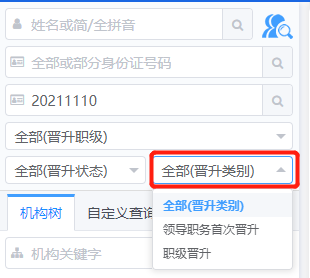 姓名或简/全拼音
全部或部分身份证号码
20211110
全部(晋升职级)
全部(晋升状态) 全部(晋升类别)
全部(晋升类别)
领导职务首次晋升
职级晋升
机构树 自定义查询
机构关键字